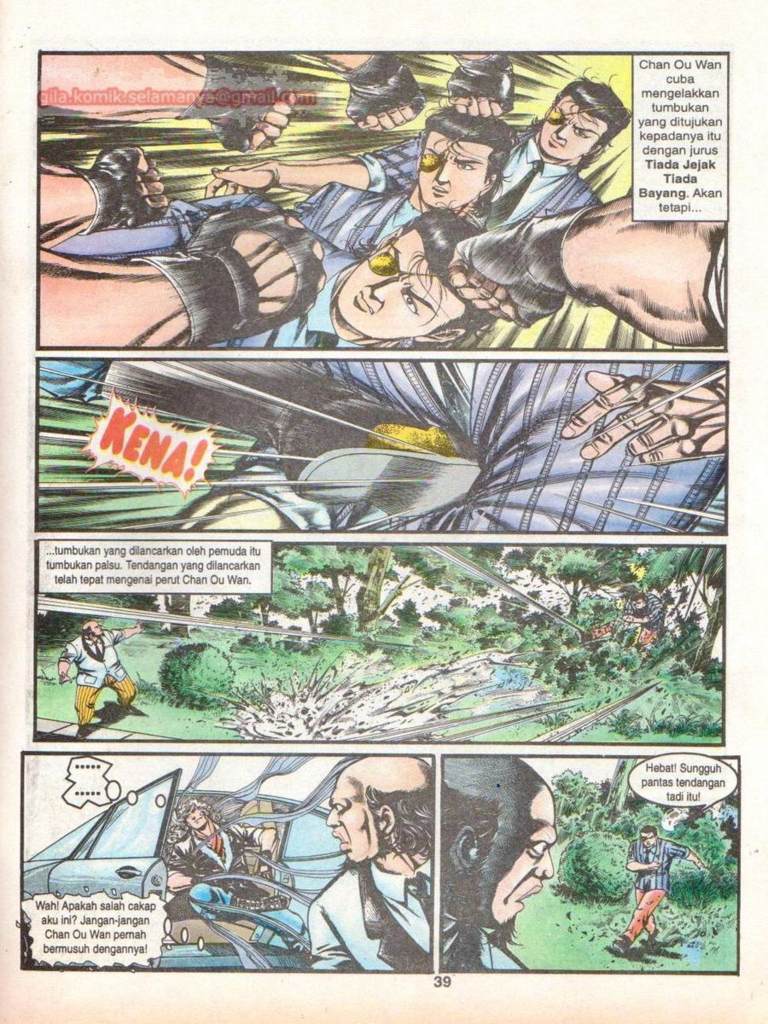 gila.komik.selamanya@gmail.com
Chan Ou Wan
cuba
mengelakkan
tumbukan
yang ditujukan
kepadanya itu
dengan jurus
Tiada Jejak
Tiada
Bayang. Akan
tetapi...
KENA!
...tumbukan yang dilancarkan oleh pemuda itu
tumbukan palsu. Tendangan yang dilancarkan
telah tepat mengenai perut Chan Ou Wan.
.....
.....
Wah! Apakah salah cakap
aku ini? Jangan-jangan
Chan Ou Wan pernah
bermusuh dengannya!
Hebat! Sungguh
pantas tendangan
tadi itu!
39